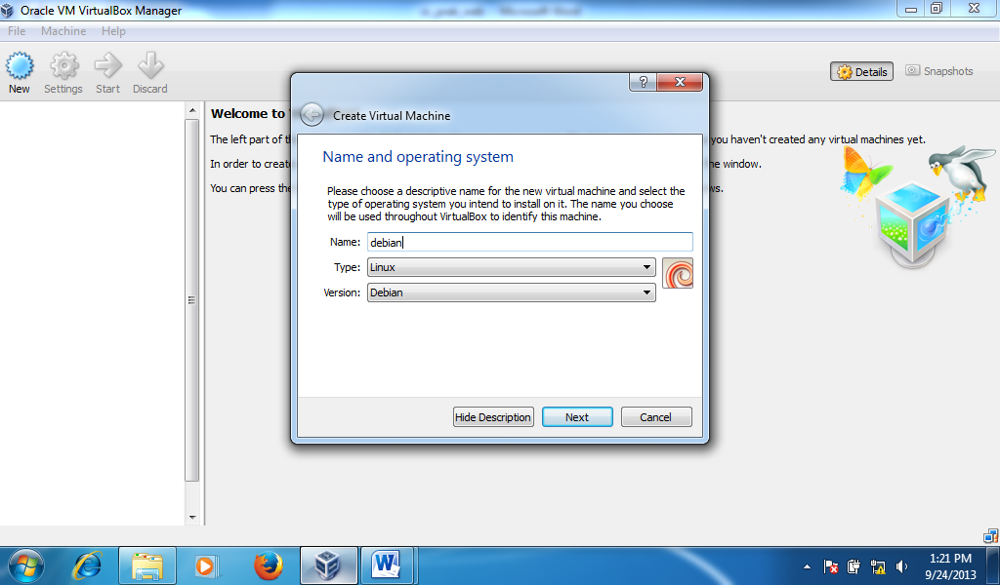 Oracle VM VirtualBox Manager
File Machine Help
New Settings Start Discard
Details Snapshots
Welcome to
The left part of th
you haven't created any virtual machines yet.
In order to creat
he window.
You can press the
ws.
?
Create Virtual Machine
Name and operating system
Please choose a descriptive name for the new virtual machine and select the
type of operating system you intend to install on it. The name you choose
will be used throughout VirtualBox to identify this machine.
Name: debian
Type: Linux
Version: Debian
Hide Description Next Cancel
1:21 PM
9/24/2013